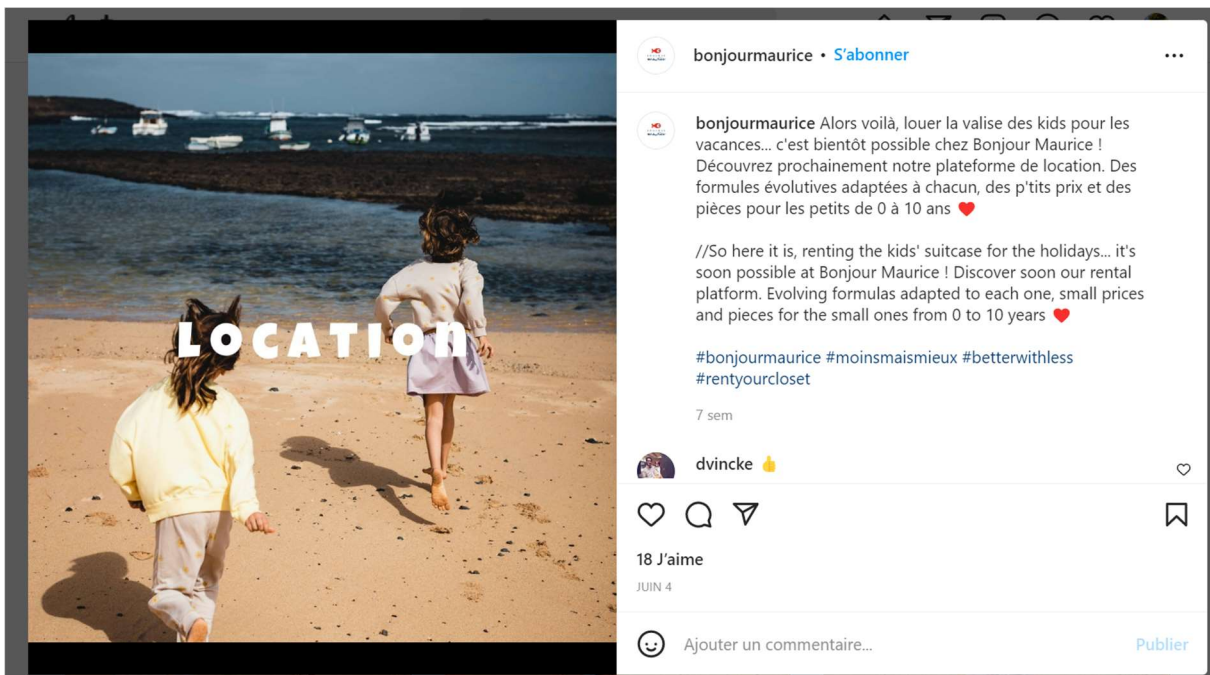 LOCATION
bonjourmaurice • S'abonner
bonjourmaurice Alors voilà, louer la valise des kids pour les
vacances... c'est bientôt possible chez Bonjour Maurice !
Découvrez prochainement notre plateforme de location. Des
formules évolutives adaptées à chacun, des p'tits prix et des
pièces pour les petits de 0 à 10 ans ❤️
//So here it is, renting the kids' suitcase for the holidays... it's
soon possible at Bonjour Maurice ! Discover soon our rental
platform. Evolving formulas adapted to each one, small prices
and pieces for the small ones from 0 to 10 years ❤️
#bonjourmaurice #moinsmaismieux #betterwithless
#rentyourcloset
7 sem
dvincke 👍
18 J'aime
JUIN 4
Ajouter un commentaire... Publier